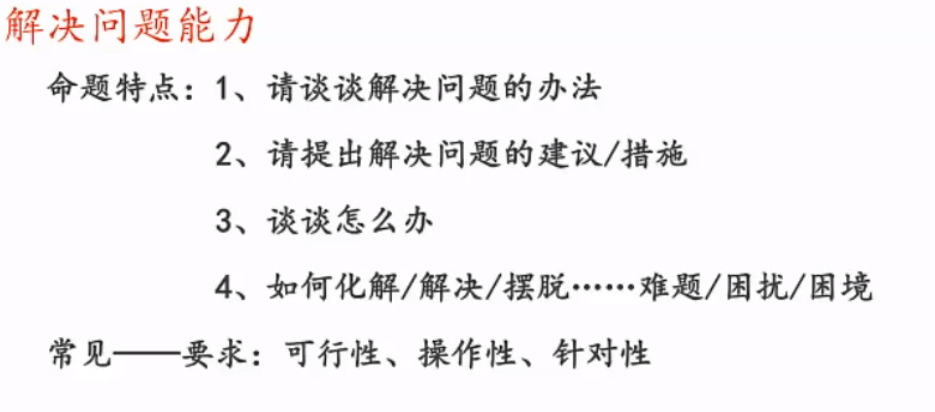 解决问题能力
命题特点：1、请谈谈解决问题的办法
2、请提出解决问题的建议/措施
3、谈谈怎么办
4、如何化解/解决/摆脱……难题/困扰/困境
常见——要求：可行性、操作性、针对性